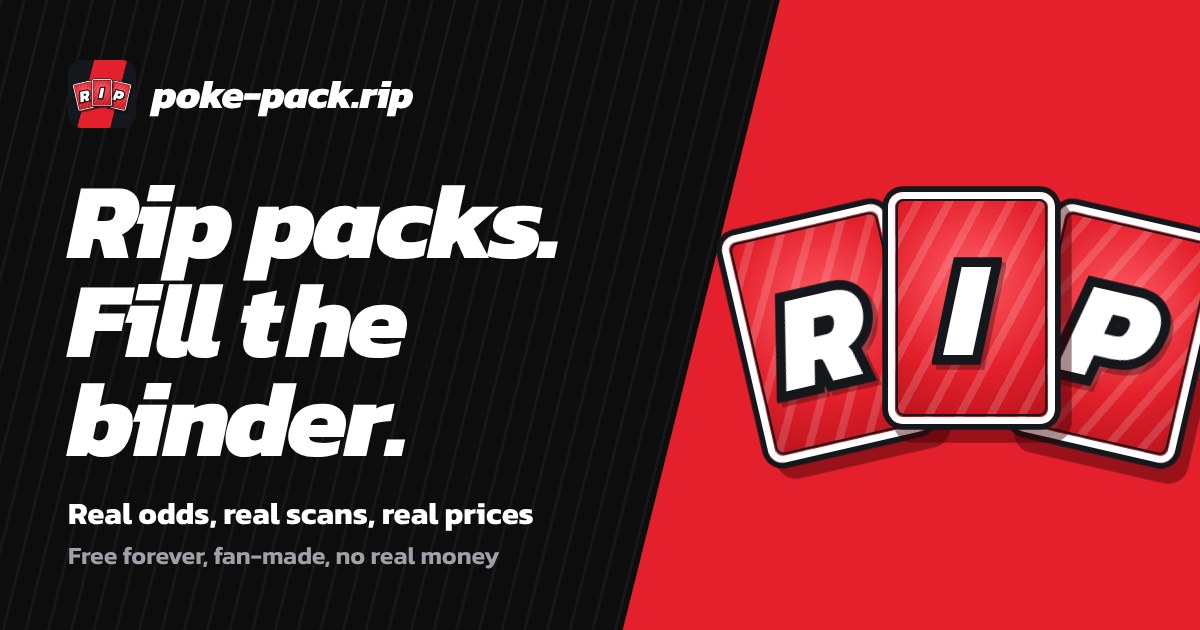 RIP
poke-pack.rip
Rip packs.
Fill the
binder.
Real odds, real scans, real prices
Free forever, fan-made, no real money
R I P